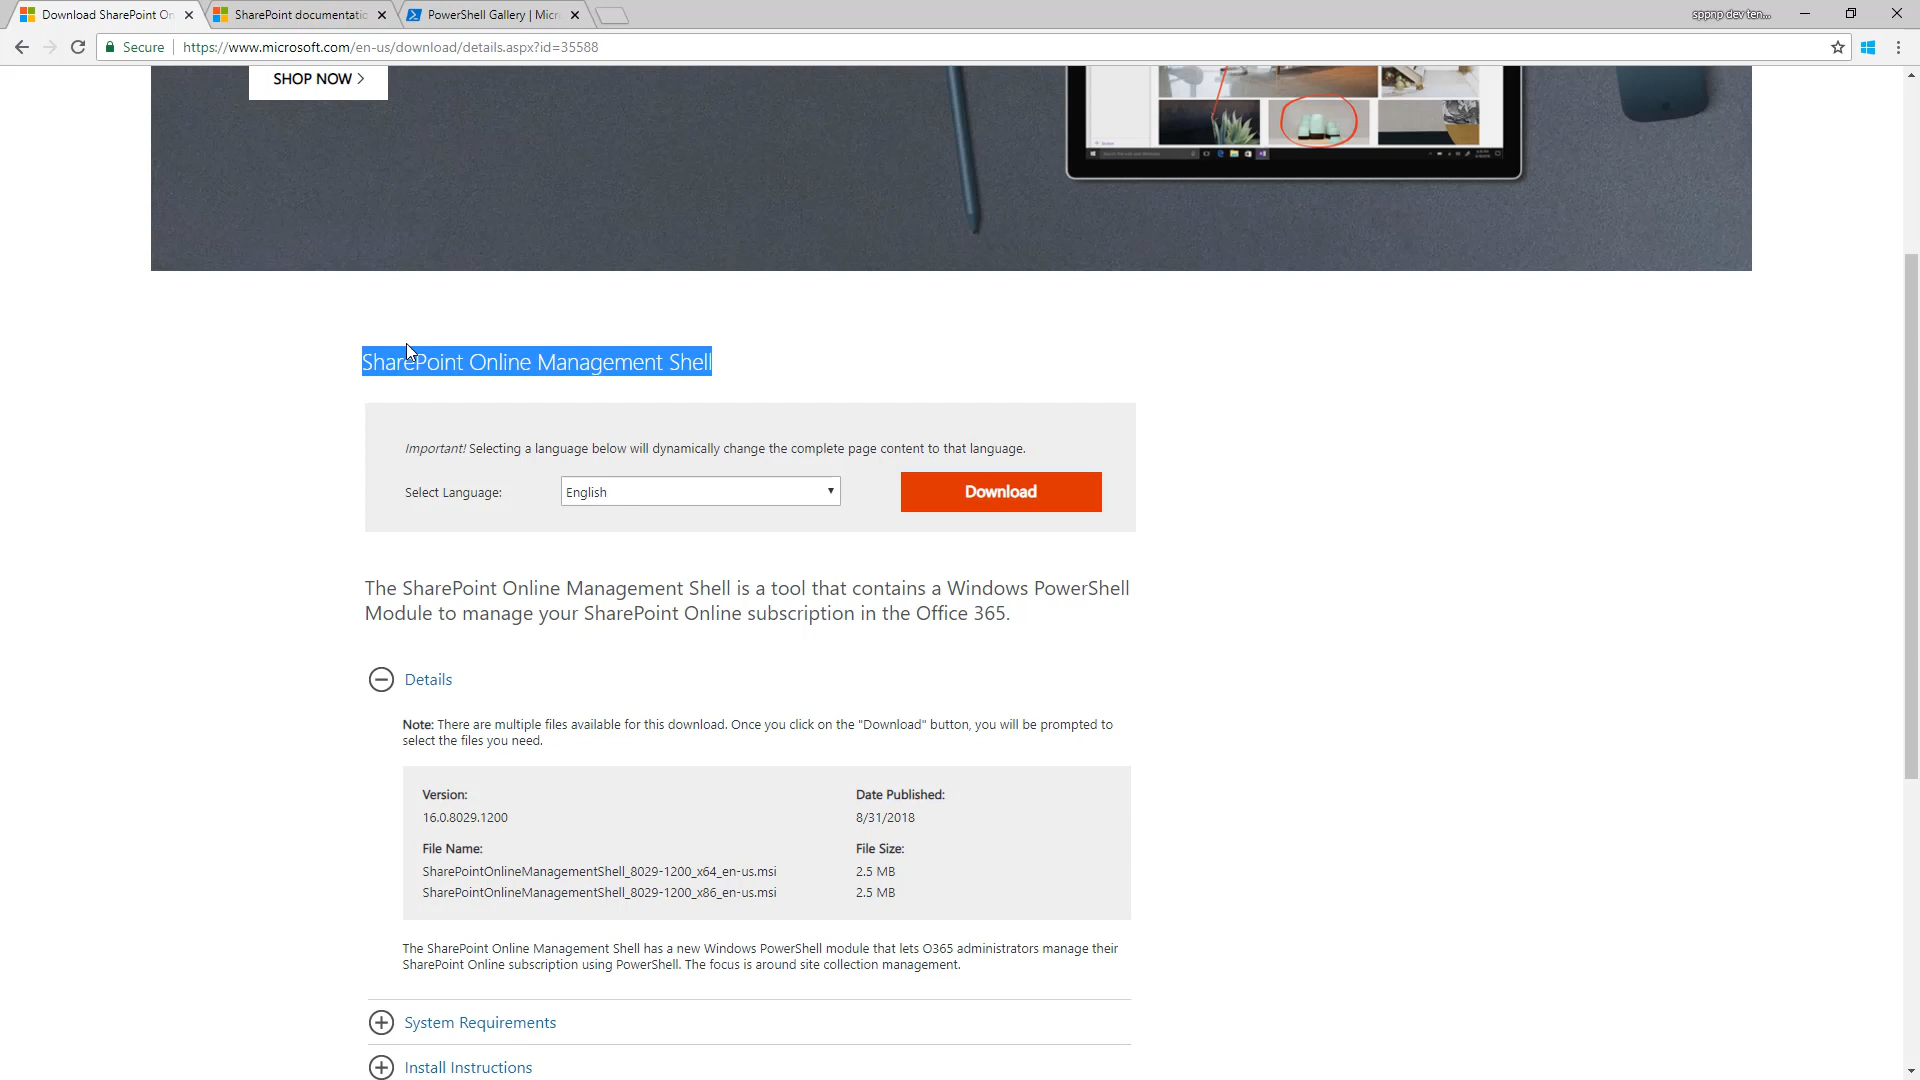 Download SharePoint On
SharePoint documentatio
PowerShell Gallery | Micr
sppnp dev ten...
Secure
https://www.microsoft.com/en-us/download/details.aspx?id=35588
SHOP NOW >
SharePoint Online Management Shell
Important! Selecting a language below will dynamically change the complete page content to that language.
Select Language:
English
Download
The SharePoint Online Management Shell is a tool that contains a Windows PowerShell
Module to manage your SharePoint Online subscription in the Office 365.
Details
Note: There are multiple files available for this download. Once you click on the "Download" button, you will be prompted to
select the files you need.
Version:
Date Published:
16.0.8029.1200
8/31/2018
File Name:
File Size:
SharePointOnlineManagementShell_8029-1200_x64_en-us.msi
2.5 MB
SharePointOnlineManagementShell_8029-1200_x86_en-us.msi
2.5 MB
The SharePoint Online Management Shell has a new Windows PowerShell module that lets O365 administrators manage their
SharePoint Online subscription using PowerShell. The focus is around site collection management.
System Requirements
Install Instructions